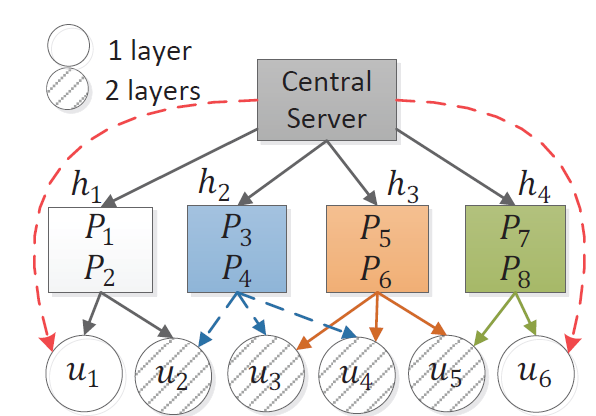 1 layer
2 layers
Central
Server
h₁ h₂ h₃ h₄
P₁ P₃ P₅ P₇
P₂ P₄ P₆ P₈
u₁ u₂ u₃ u₄ u₅ u₆